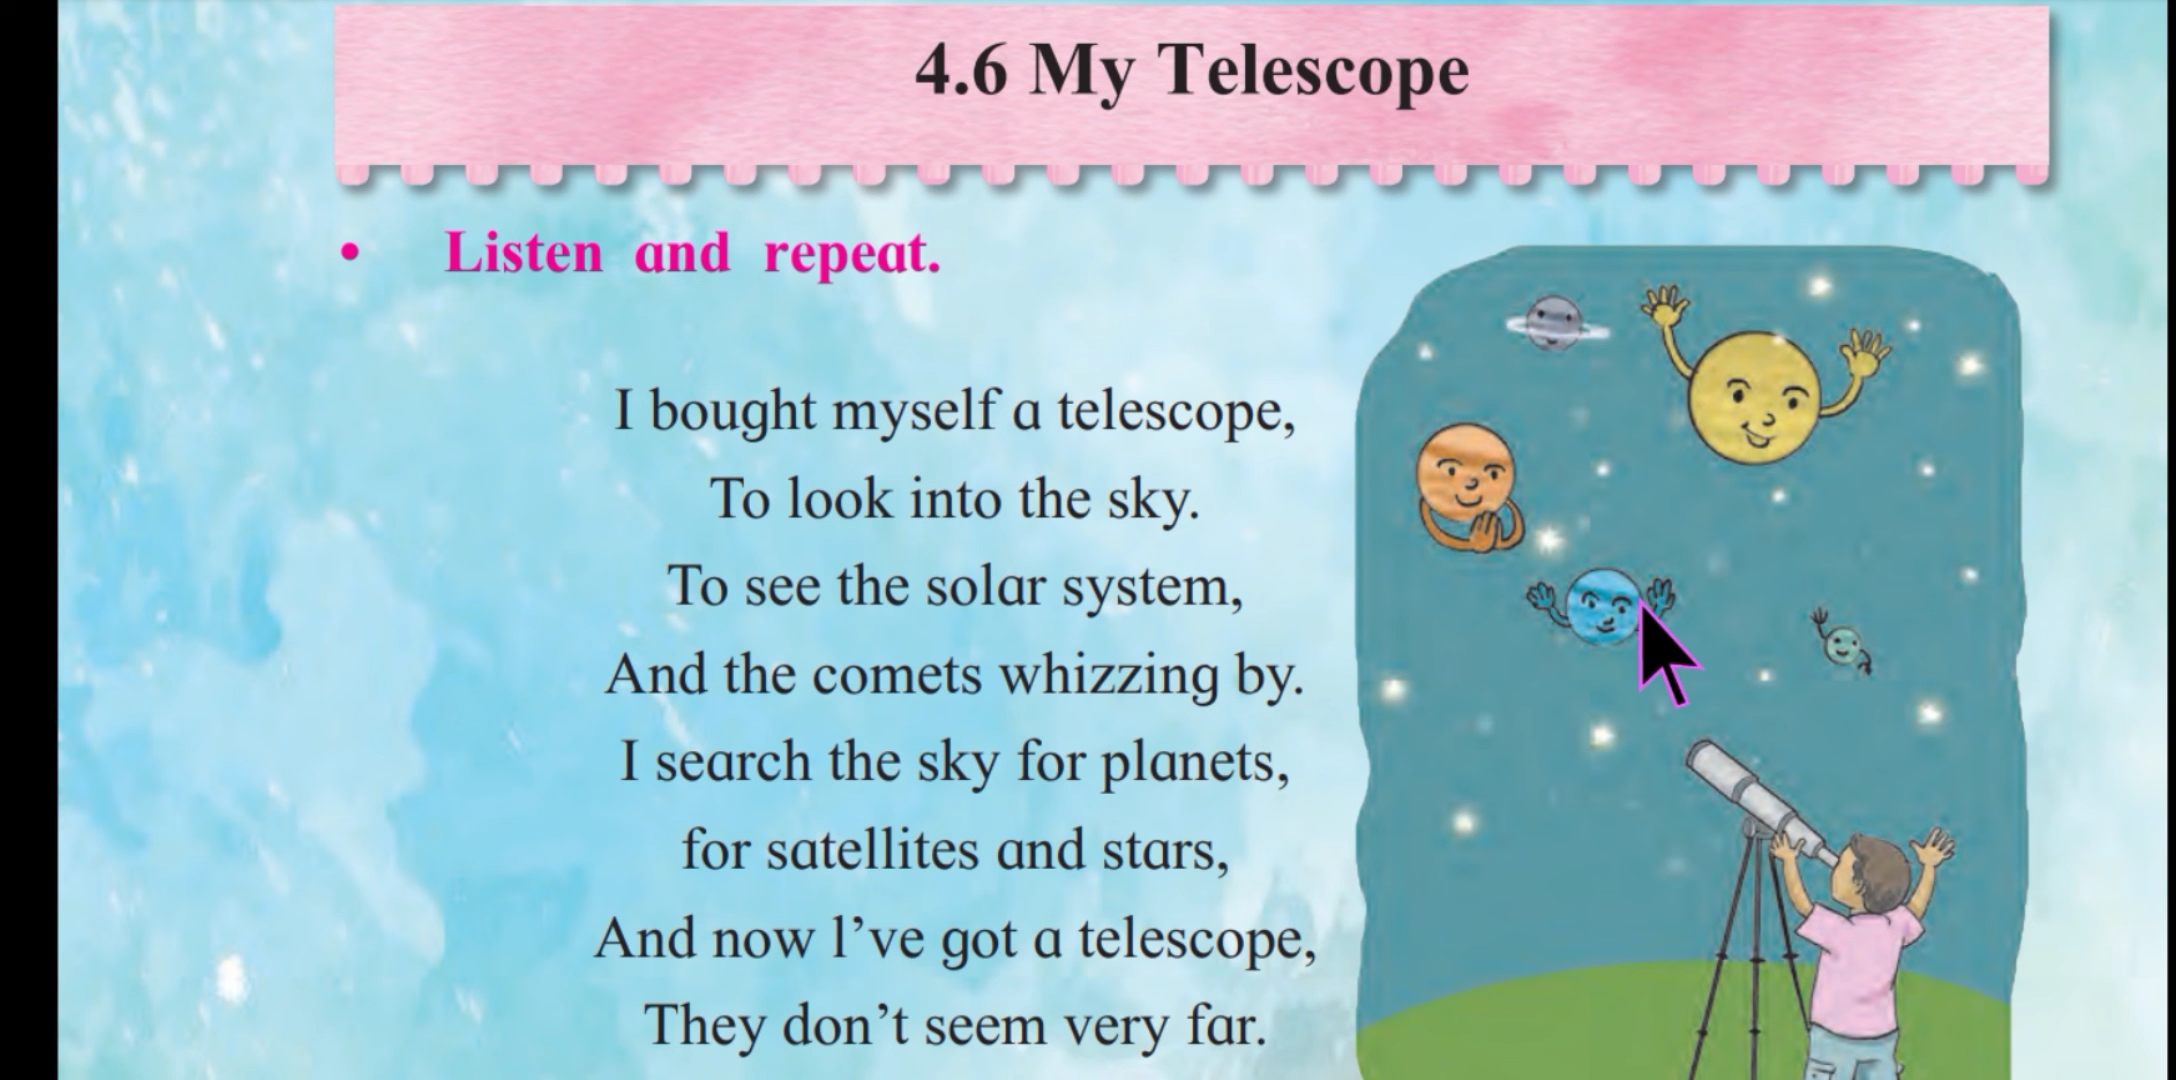 4.6 My Telescope
• Listen and repeat.
I bought myself a telescope,
To look into the sky.
To see the solar system,
And the comets whizzing by.
I search the sky for planets,
for satellites and stars,
And now l’ve got a telescope,
They don’t seem very far.